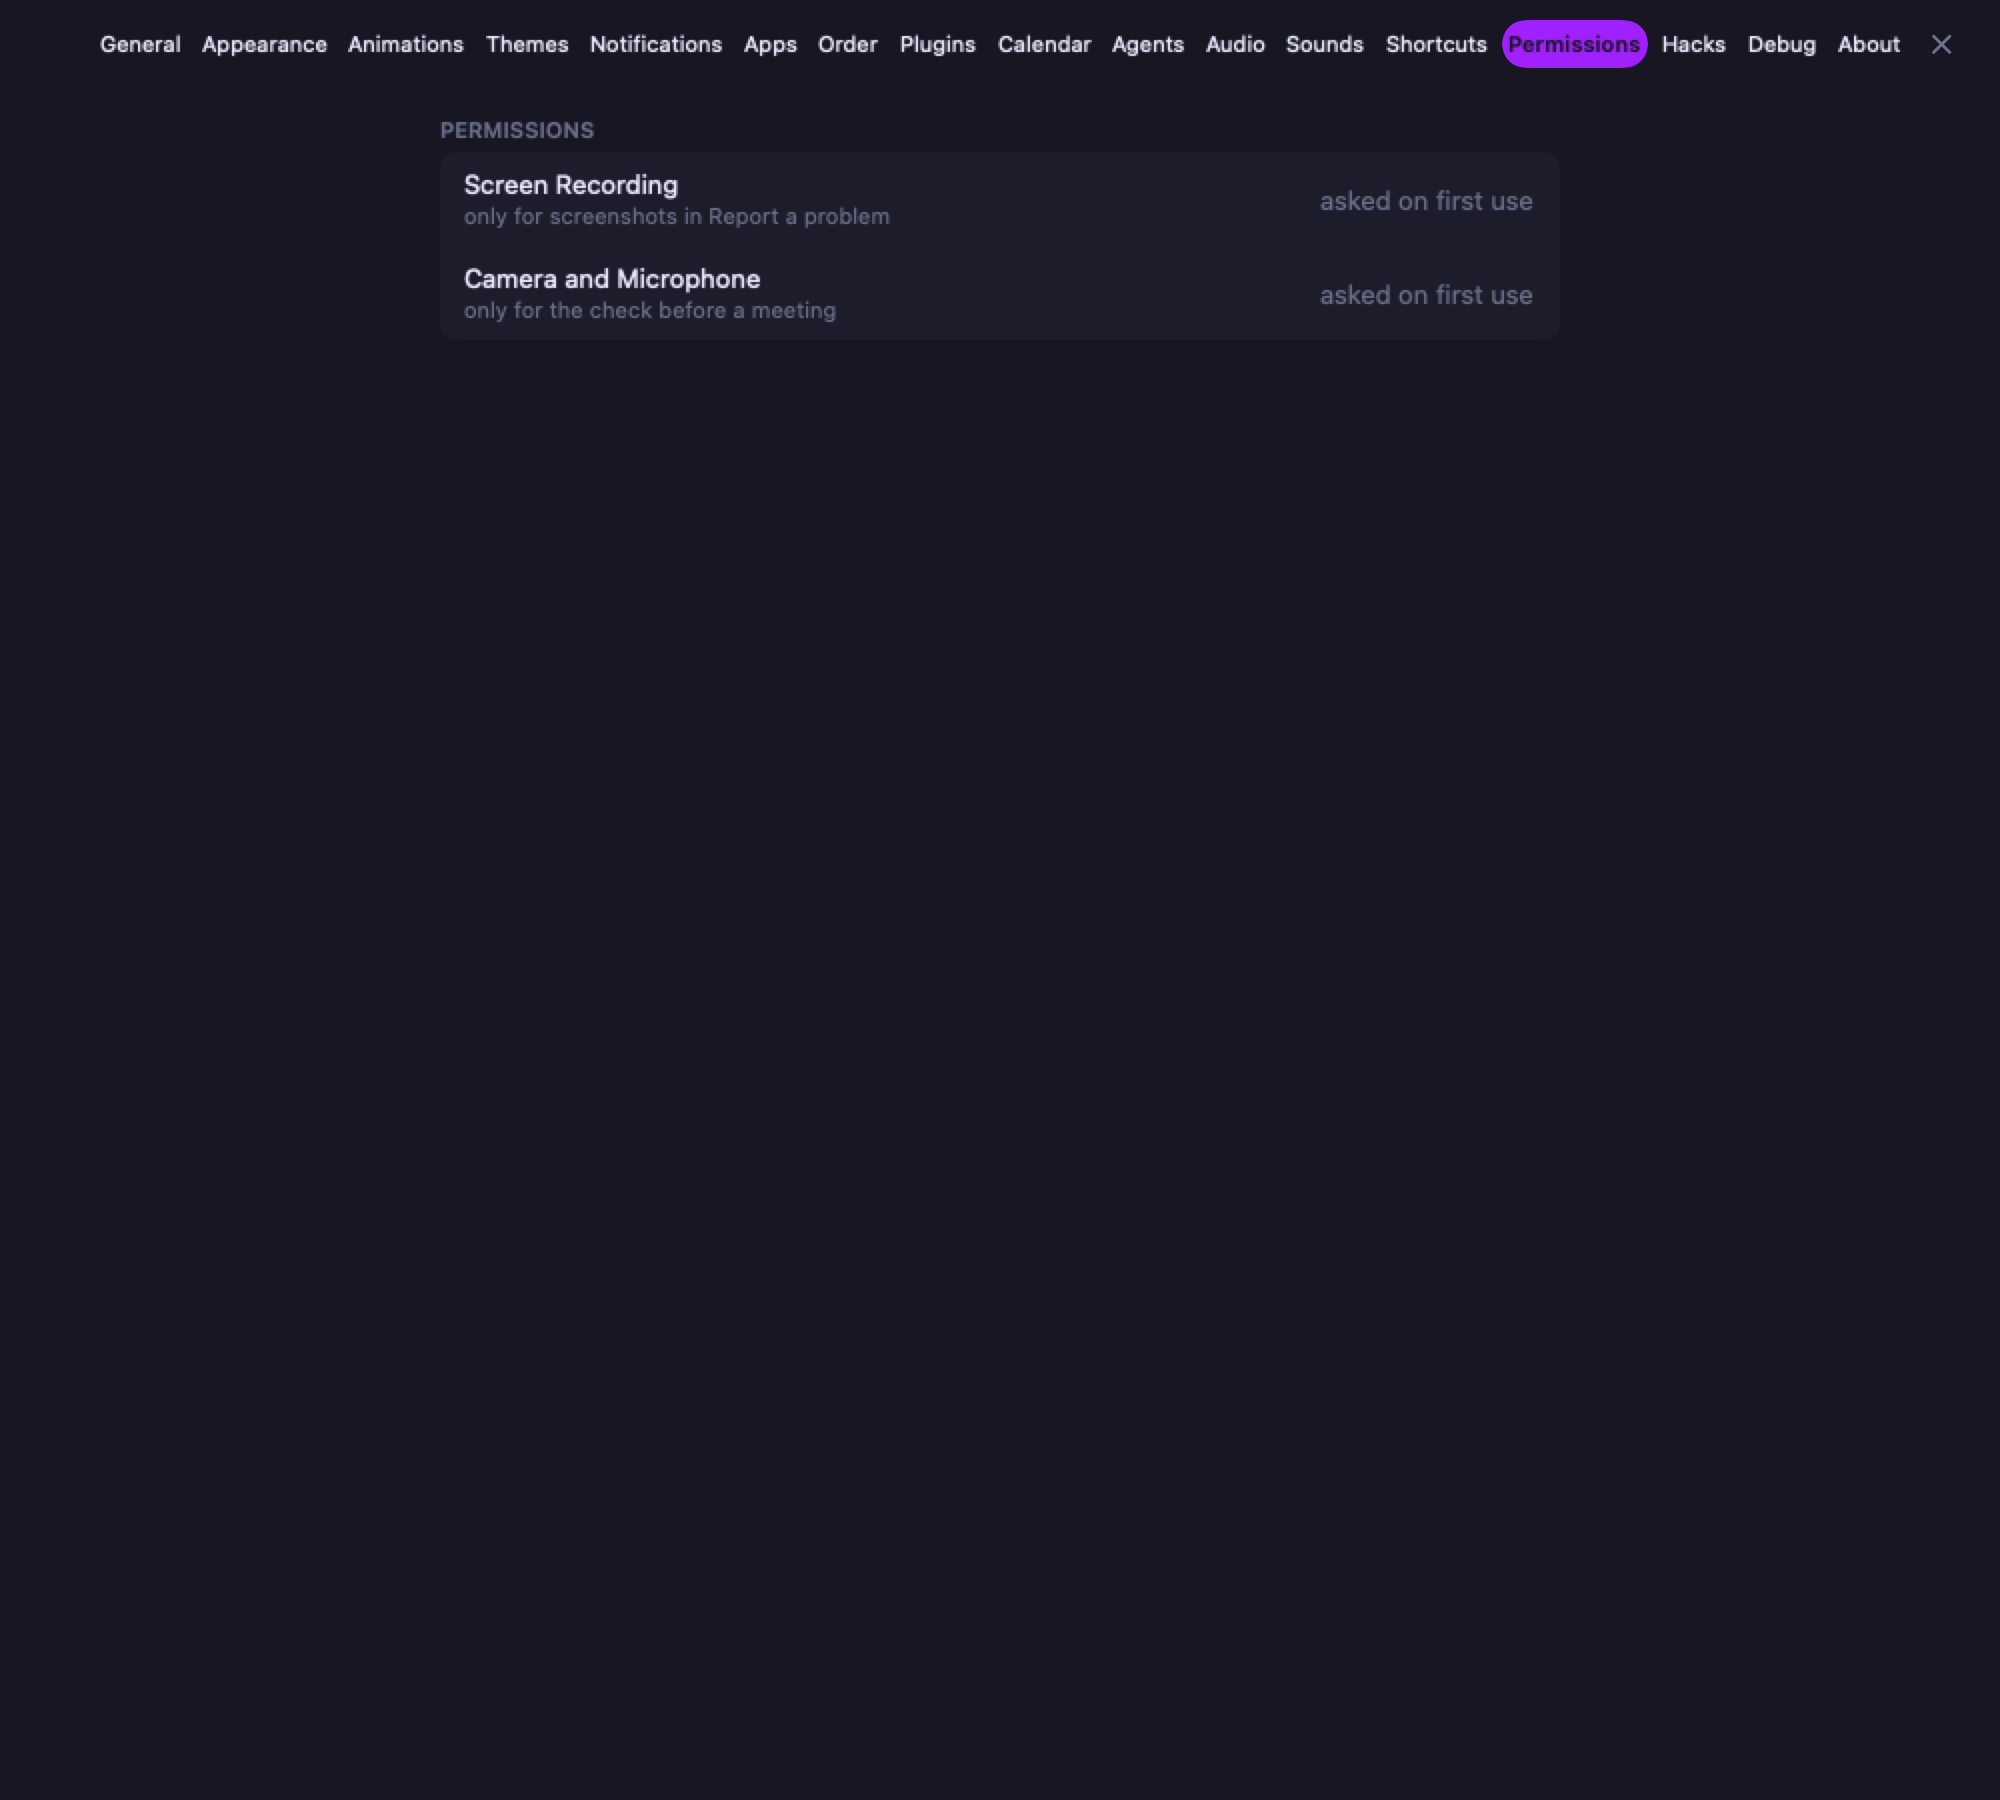 General Appearance Animations Themes Notifications Apps Order Plugins Calendar Agents Audio Sounds Shortcuts Permissions Hacks Debug About
PERMISSIONS
Screen Recording
only for screenshots in Report a problem
asked on first use
Camera and Microphone
only for the check before a meeting
asked on first use